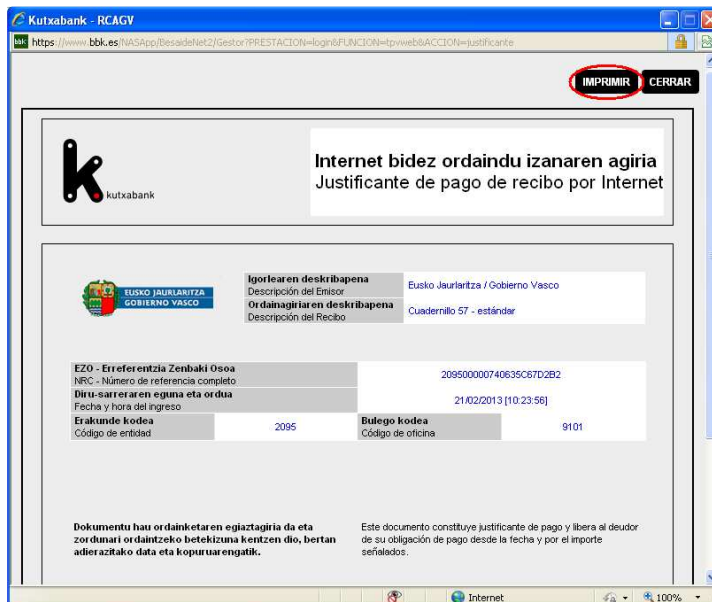 Kutxabank - RCAGV
bbk https://www.bbk.es/NASApp/BesaideNet2/Gestor?PRESTACION=login&FUNCION=tpvweb&ACCION=justificante
IMPRIMIR CERRAR
k kutxabank
Internet bidez ordaindu izanaren agiria
Justificante de pago de recibo por Internet
EUSKO JAURLARITZA
GOBIERNO VASCO
Igorlearen deskribapena
Descripción del Emisor
Eusko Jaurlaritza / Gobierno Vasco
Ordainagiriaren deskribapena
Descripción del Recibo
Cuadernillo 57 - estándar
EZO - Erreferentzia Zenbaki Osoa
NRC - Número de referencia completo
209500000740635C67D2B2
Diru-sarreraren eguna eta ordua
Fecha y hora del ingreso
21/02/2013 [10:23:56]
Erakunde kodea
Código de entidad
2095
Bulego kodea
Código de oficina
9101
Dokumentu hau ordainketaren egiaztagiria da eta
zordunari ordaintzeko betekizuna kentzen dio, bertan
adierazitako data eta kopuruarengatik.
Este documento constituye justificante de pago y libera al deudor
de su obligación de pago desde la fecha y por el importe
señalados.
Internet 100%